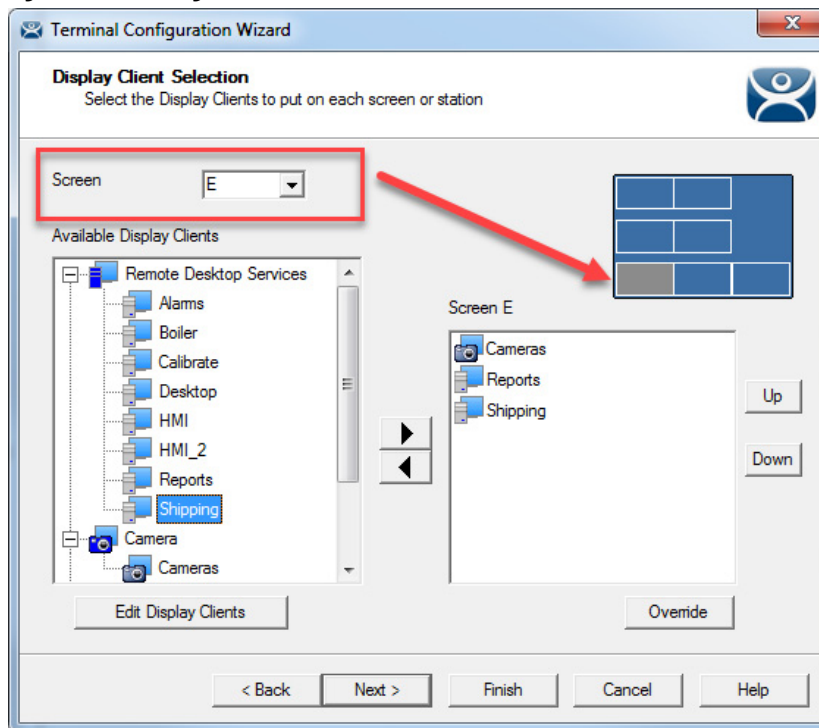 Terminal Configuration Wizard
Display Client Selection
Select the Display Clients to put on each screen or station
Screen E
Available Display Clients
Remote Desktop Services
Alarms
Boiler
Calibrate
Desktop
HMI
HMI_2
Reports
Shipping
Camera
Cameras
Screen E
Cameras
Reports
Shipping
Up
Down
Edit Display Clients
Override
< Back
Next >
Finish
Cancel
Help